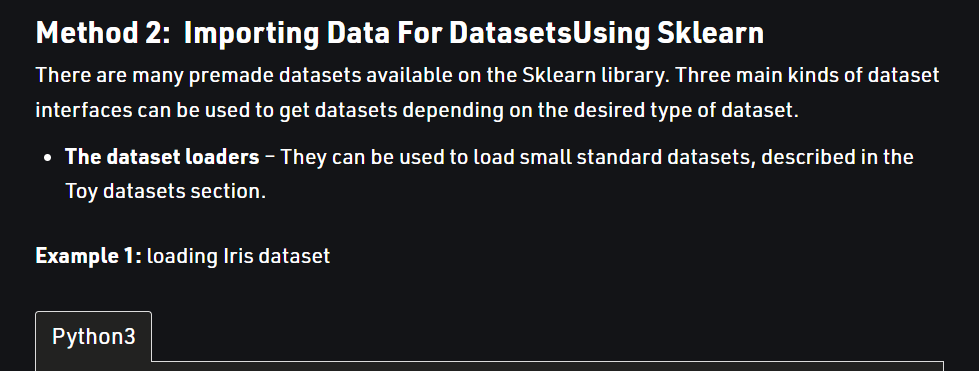 Method 2:  Importing Data For DatasetsUsing Sklearn
There are many premade datasets available on the Sklearn library. Three main kinds of dataset
interfaces can be used to get datasets depending on the desired type of dataset.
• The dataset loaders – They can be used to load small standard datasets, described in the
Toy datasets section.
Example 1: loading Iris dataset
Python3